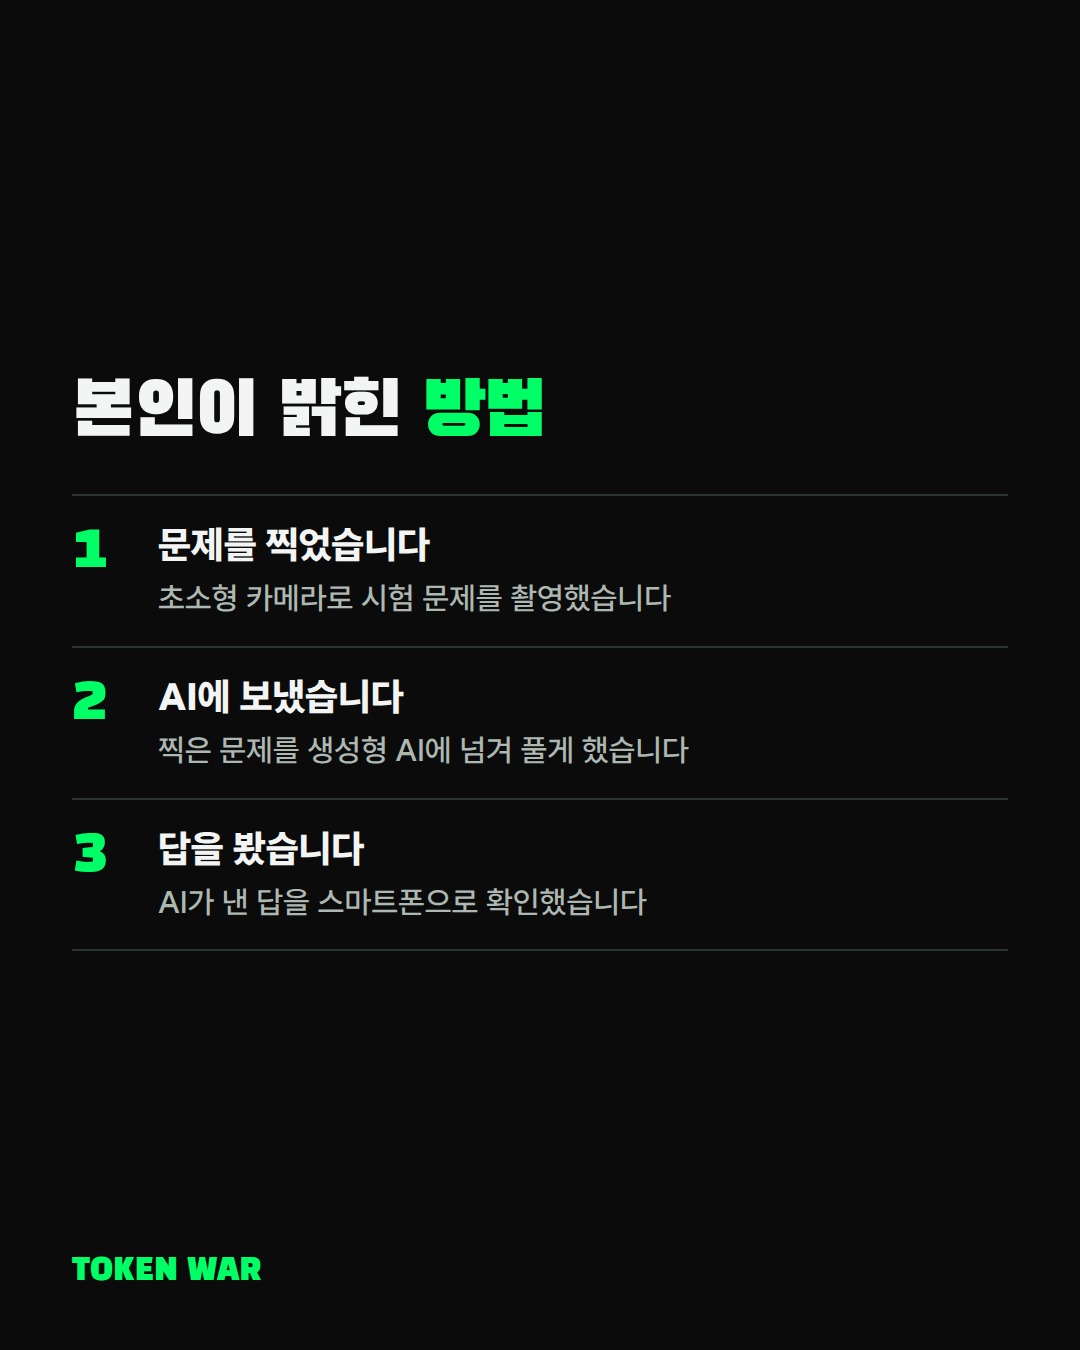 본인이 밝힌 방법
1 문제를 찍었습니다
초소형 카메라로 시험 문제를 촬영했습니다
2 AI에 보냈습니다
찍은 문제를 생성형 AI에 넘겨 풀게 했습니다
3 답을 봤습니다
AI가 낸 답을 스마트폰으로 확인했습니다
TOKEN WAR